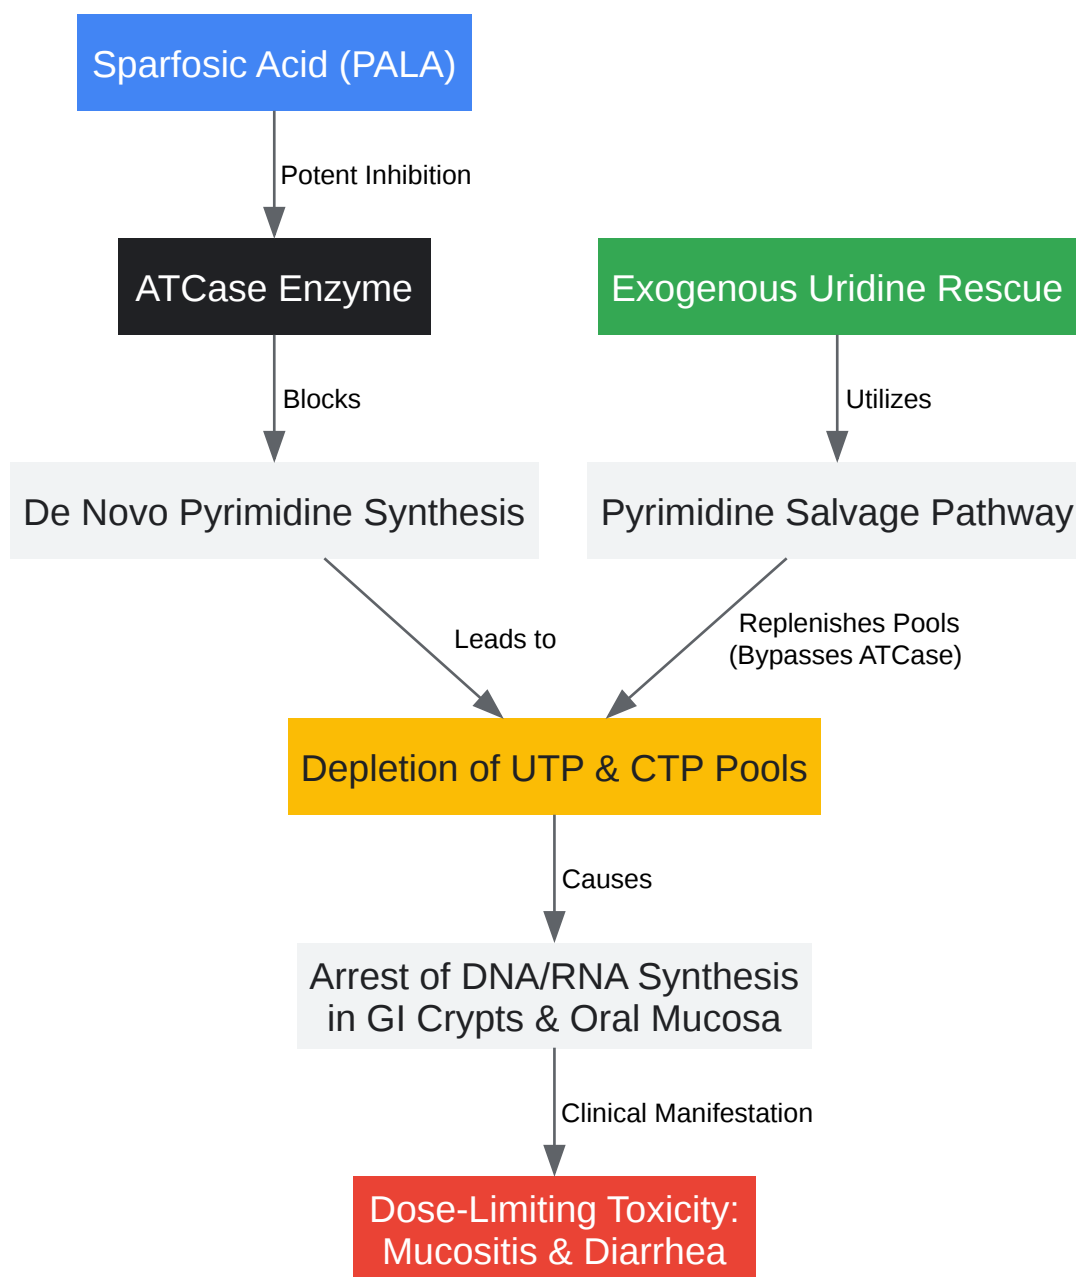 Sparfosic Acid (PALA)
Potent Inhibition
ATCase Enzyme
Exogenous Uridine Rescue
Blocks
Utilizes
De Novo Pyrimidine Synthesis
Pyrimidine Salvage Pathway
Leads to
Replenishes Pools
(Bypasses ATCase)
Depletion of UTP & CTP Pools
Causes
Arrest of DNA/RNA Synthesis
in GI Crypts & Oral Mucosa
Clinical Manifestation
Dose-Limiting Toxicity:
Mucositis & Diarrhea